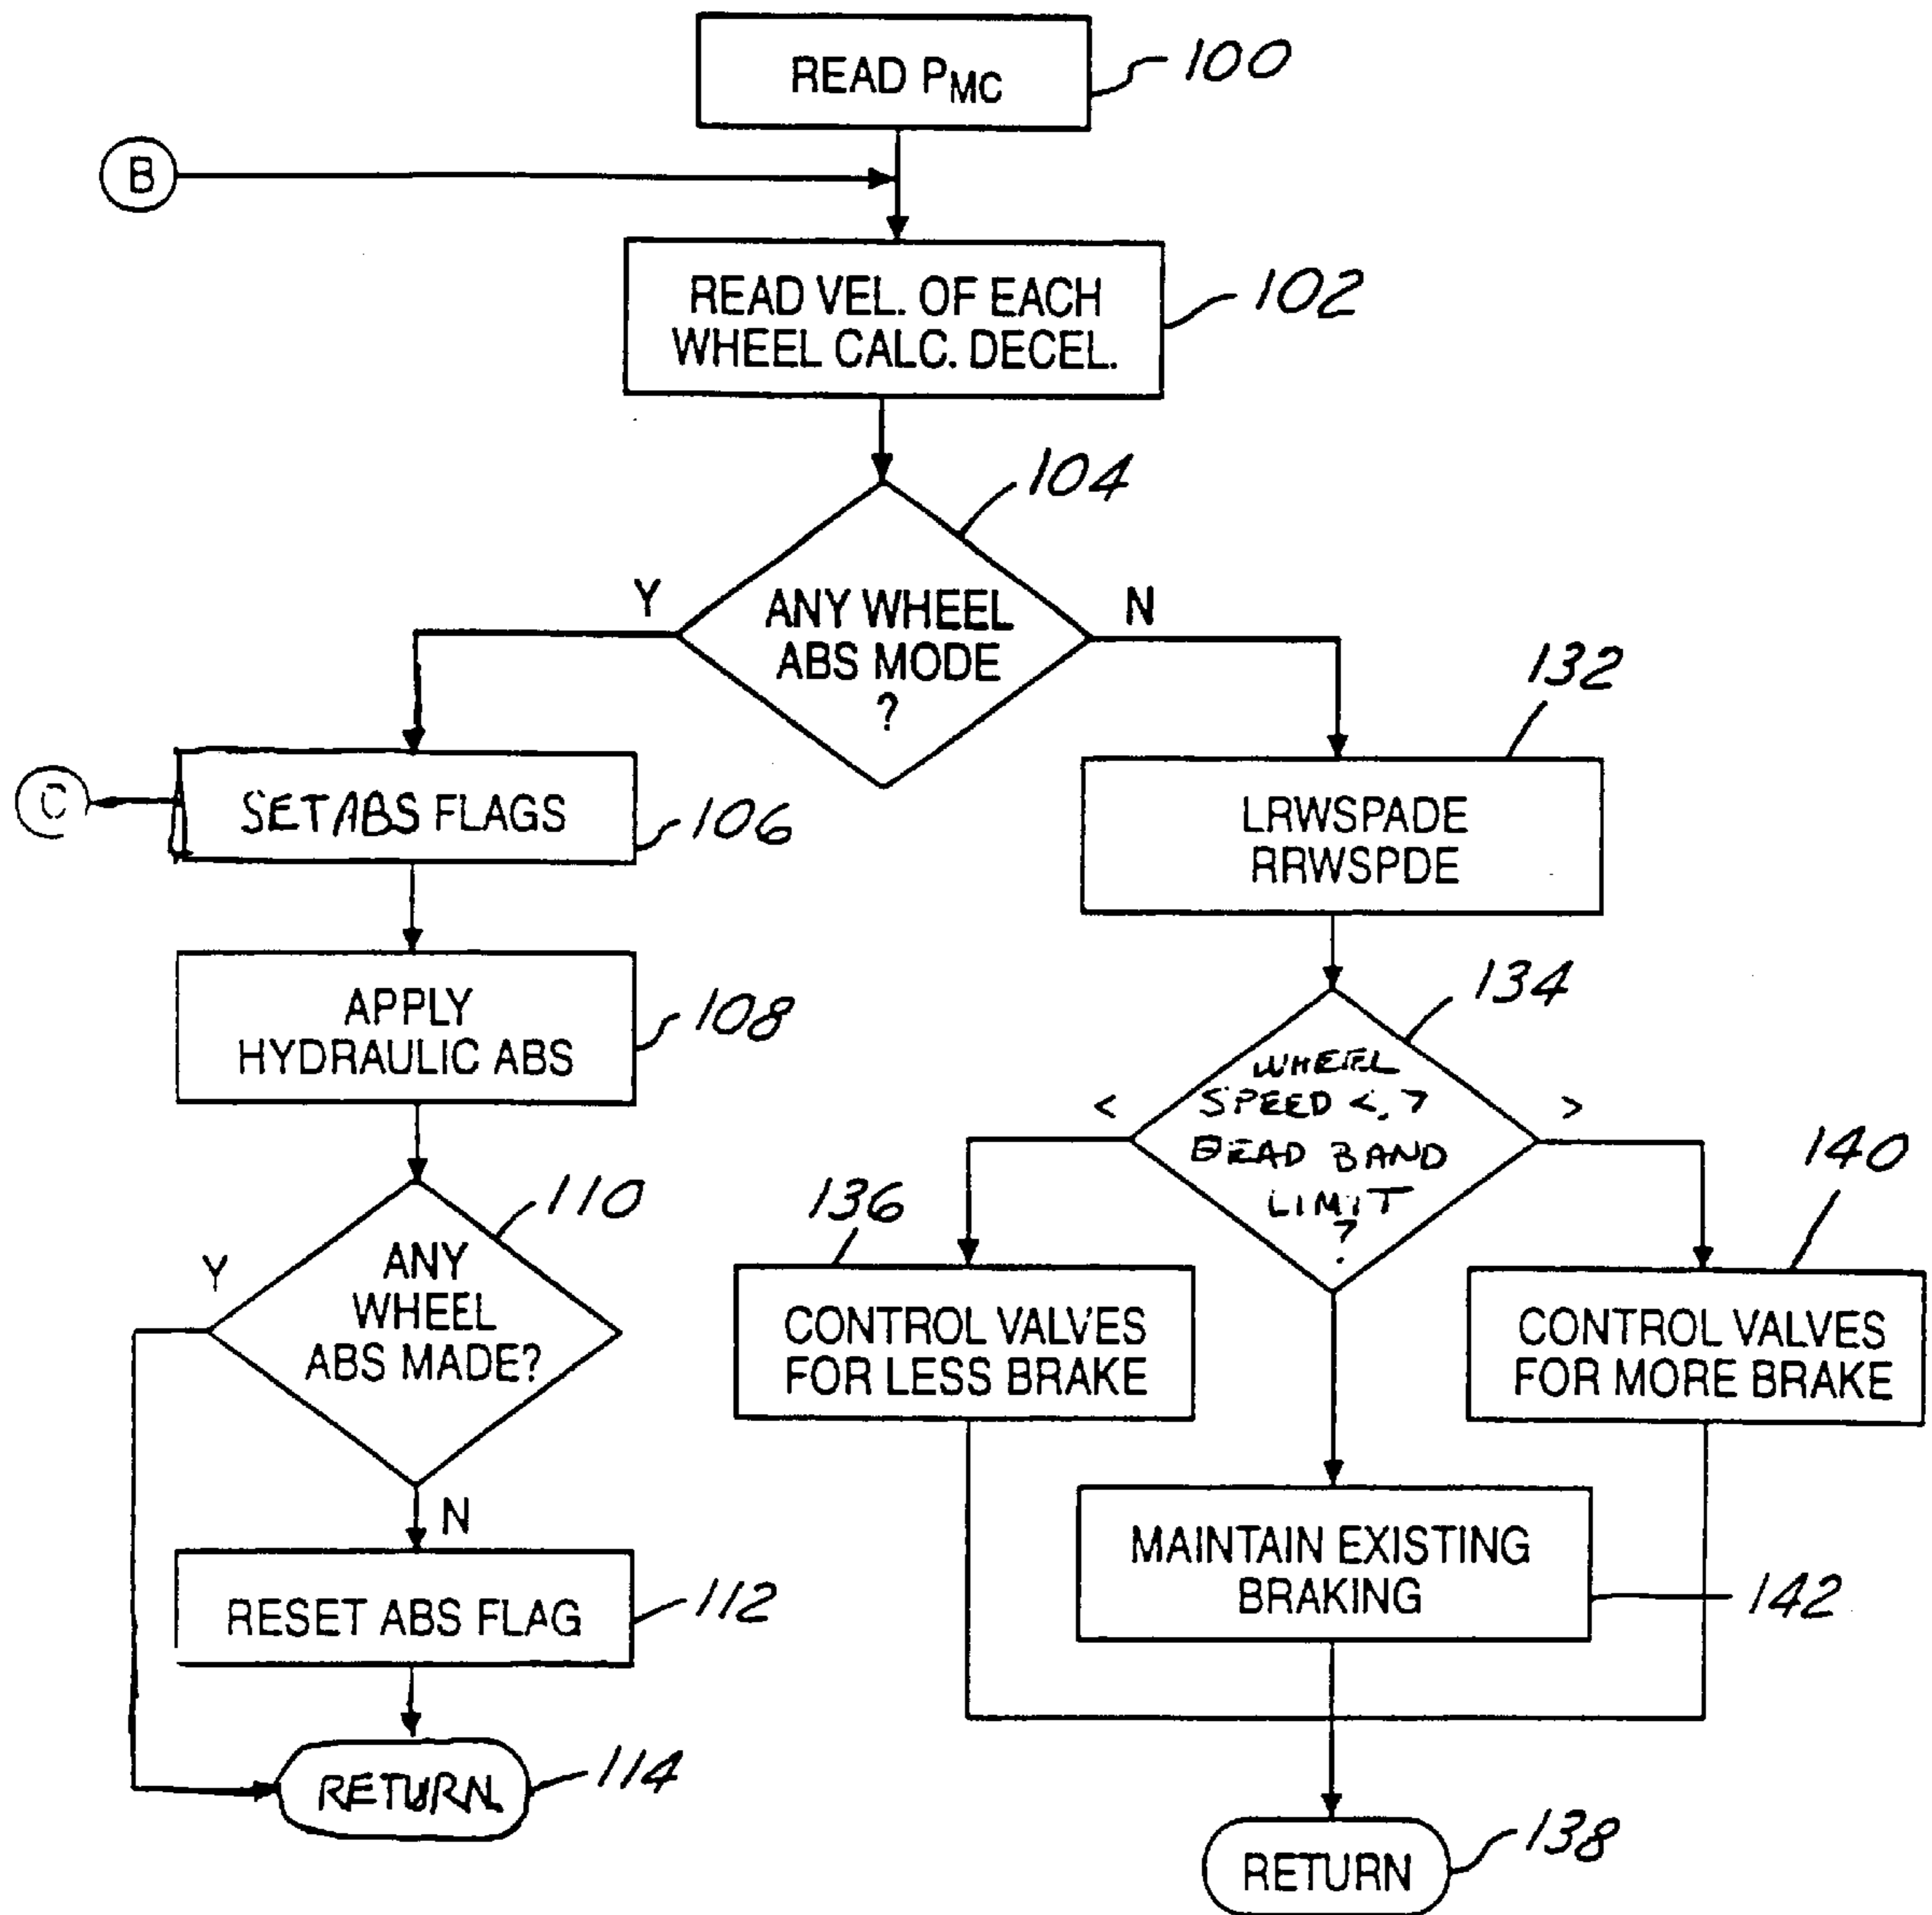 READ PMC
100
B
READ VEL. OF EACH
WHEEL CALC. DECEL.
102
104
Y
ANY WHEEL
ABS MODE
?
N
C
SET ABS FLAGS
106
132
LRWSPADE
RRWSPDE
APPLY
HYDRAULIC ABS
108
134
<
WHEEL
SPEED <, >
DEAD BAND
LIMIT
?
>
110
Y
ANY
WHEEL
ABS MADE?
N
136
CONTROL VALVES
FOR LESS BRAKE
140
CONTROL VALVES
FOR MORE BRAKE
RESET ABS FLAG
112
MAINTAIN EXISTING
BRAKING
142
RETURN
114
RETURN
138